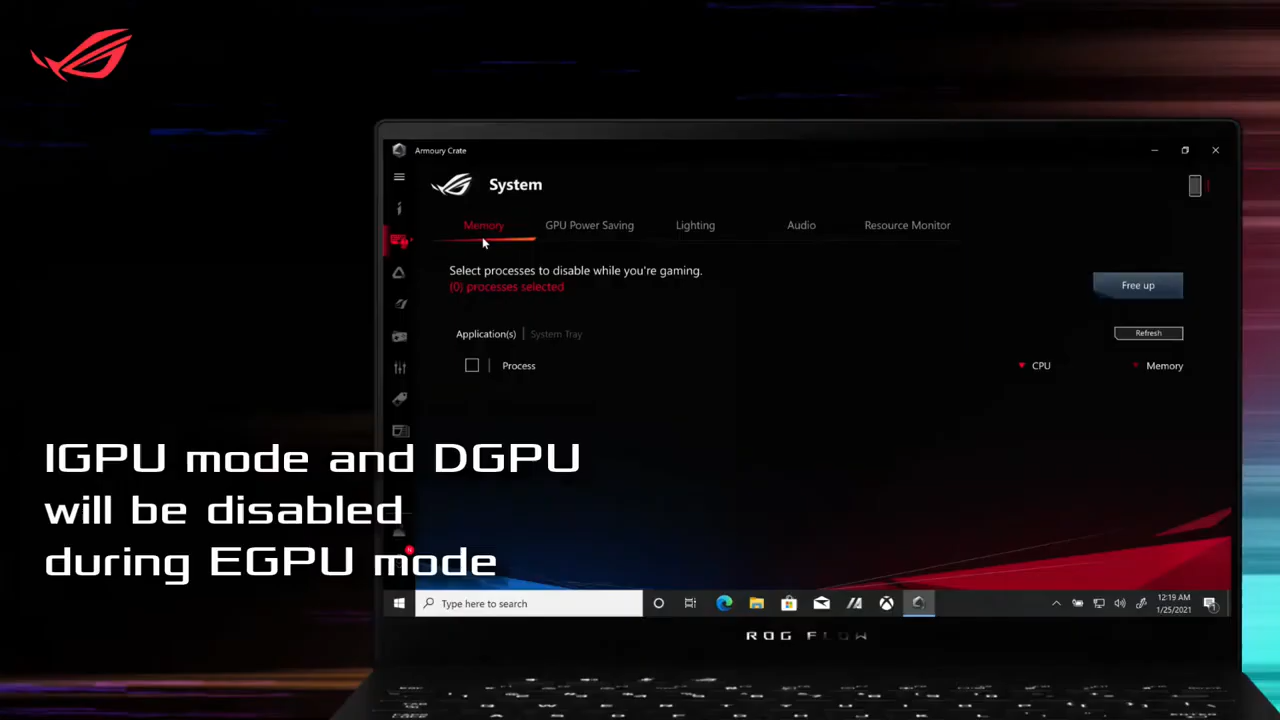 Armoury Crate
System
Memory GPU Power Saving Lighting Audio Resource Monitor
Select processes to disable while you're gaming.
(0) processes selected
Free up
Application(s) System Tray
Refresh
Process CPU Memory
IGPU mode and DGPU
will be disabled
during EGPU mode
N
Type here to search
12:19 AM
1/25/2021
ROG FLOW